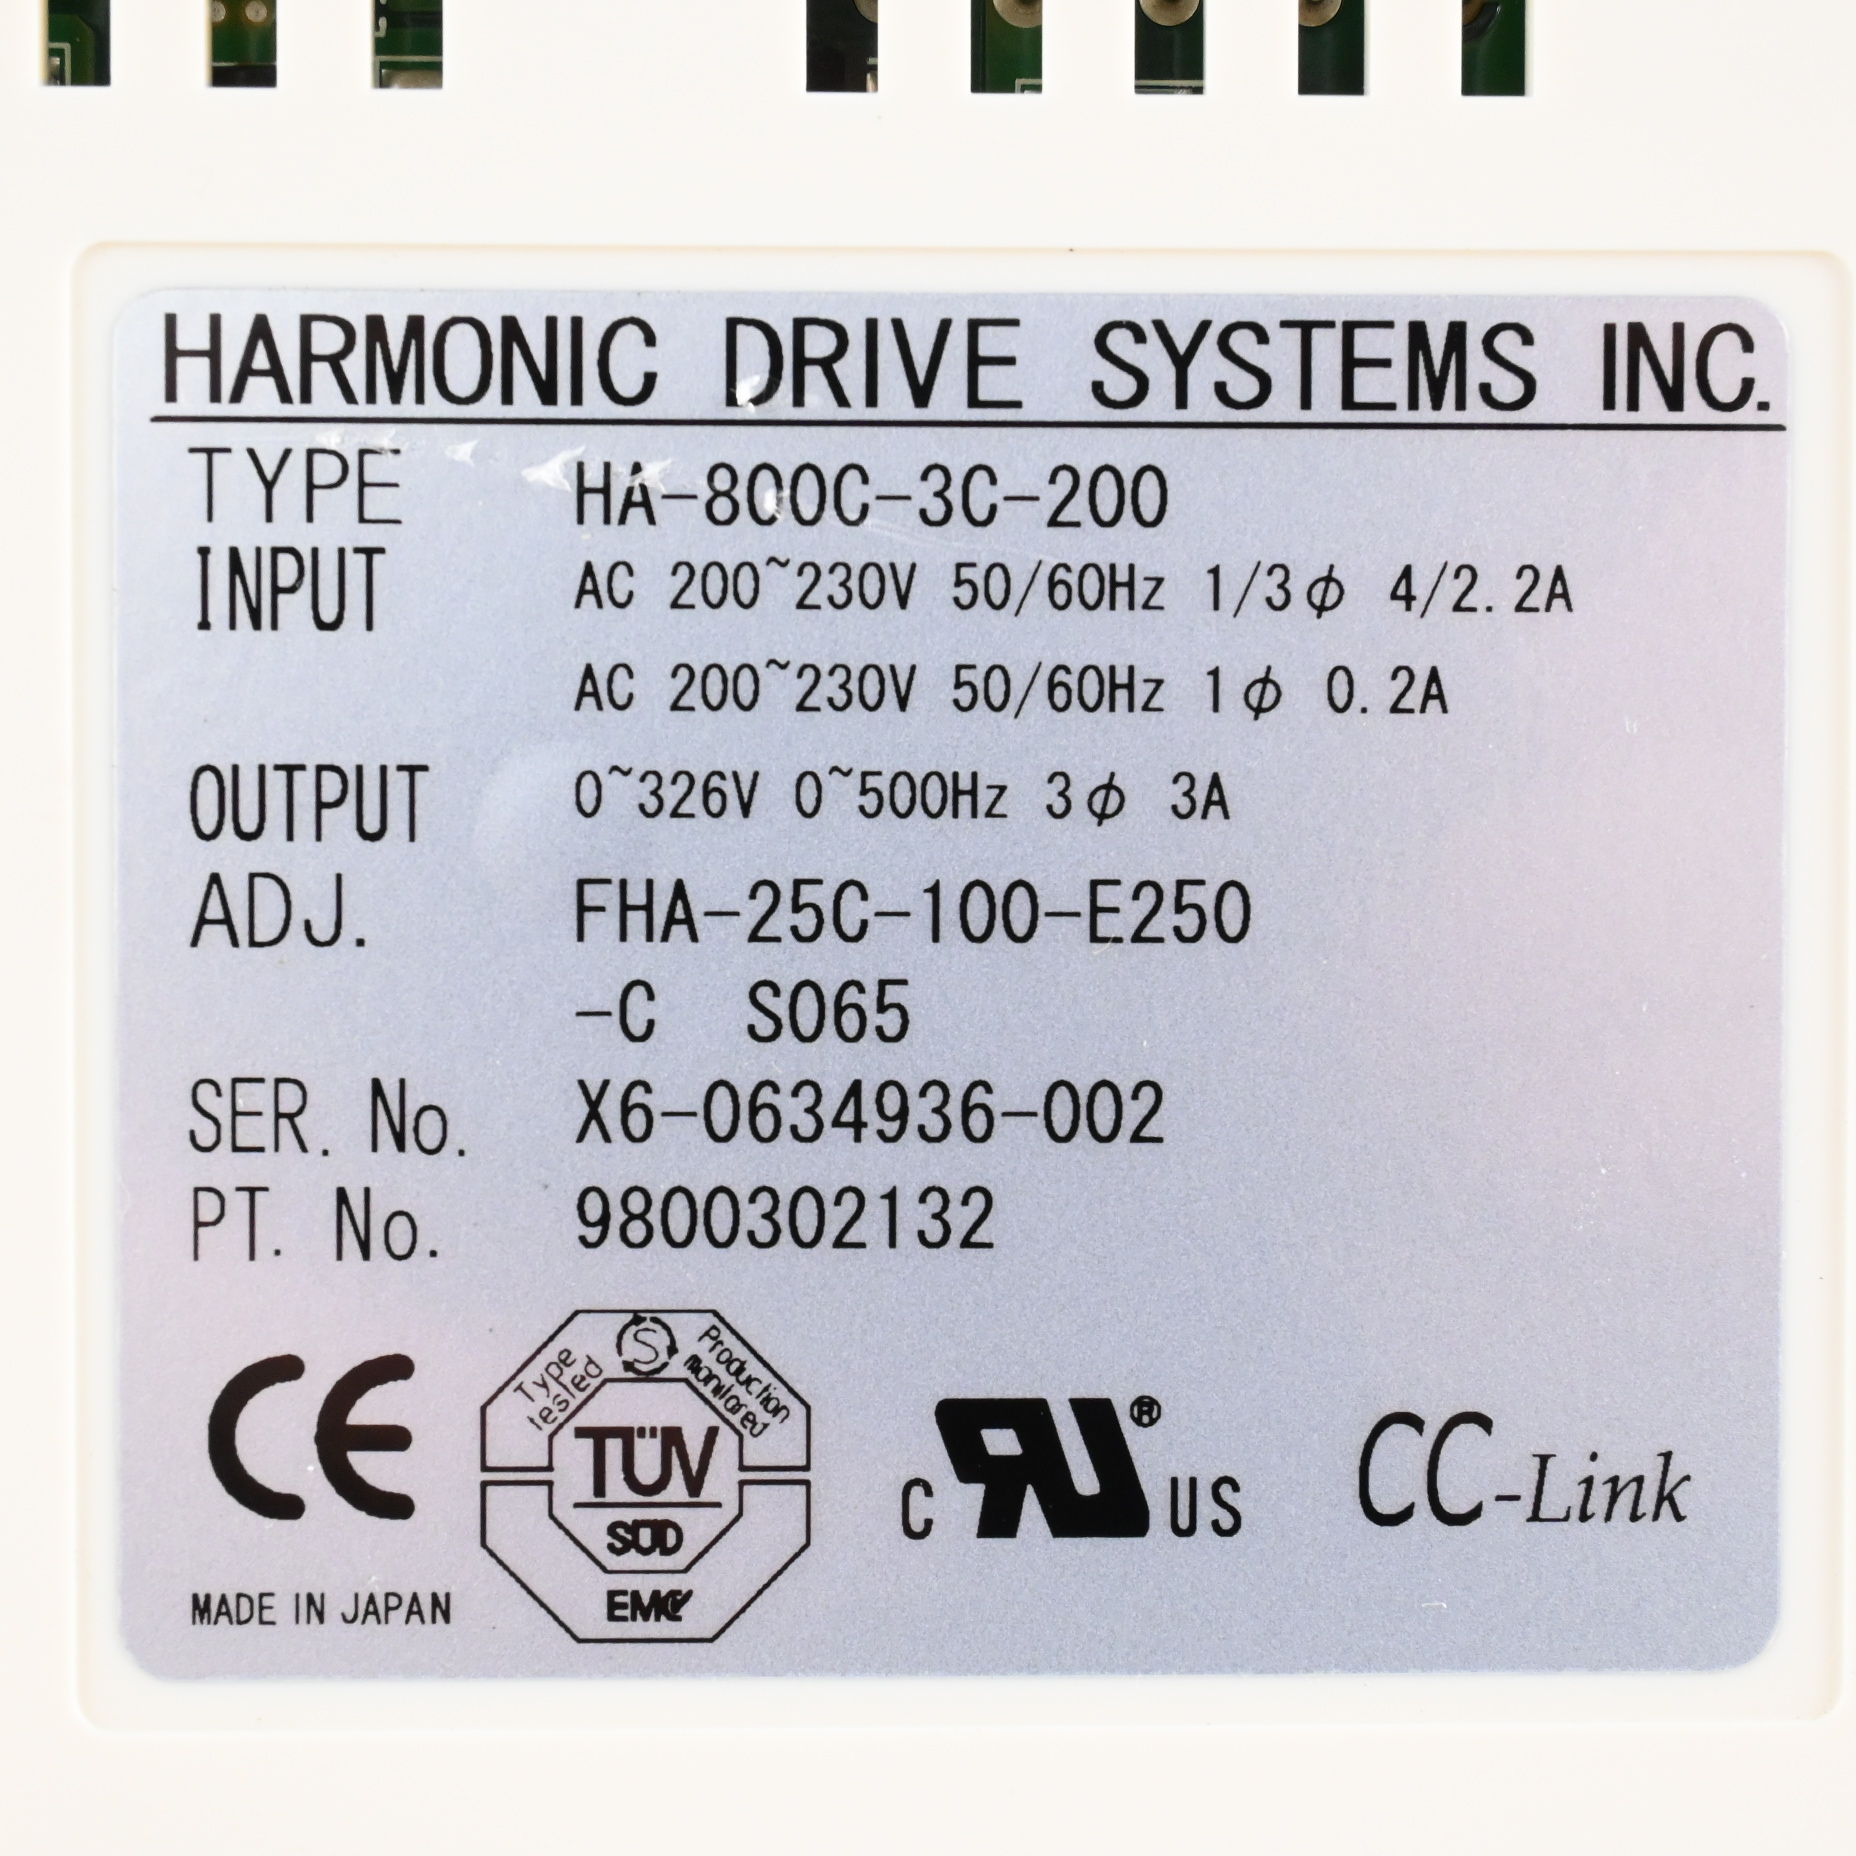 HARMONIC DRIVE SYSTEMS INC.
TYPE HA-800C-3C-200
INPUT AC 200~230V 50/60Hz 1/3φ 4/2.2A
AC 200~230V 50/60Hz 1φ 0.2A
OUTPUT 0~326V 0~500Hz 3φ 3A
ADJ. FHA-25C-100-E250
-C S065
SER. No. X6-0634936-002
PT. No. 9800302132
CE
Type tested
S
Production monitored
TÜV
SÜD
EMC
C RU® US
CC-Link
MADE IN JAPAN